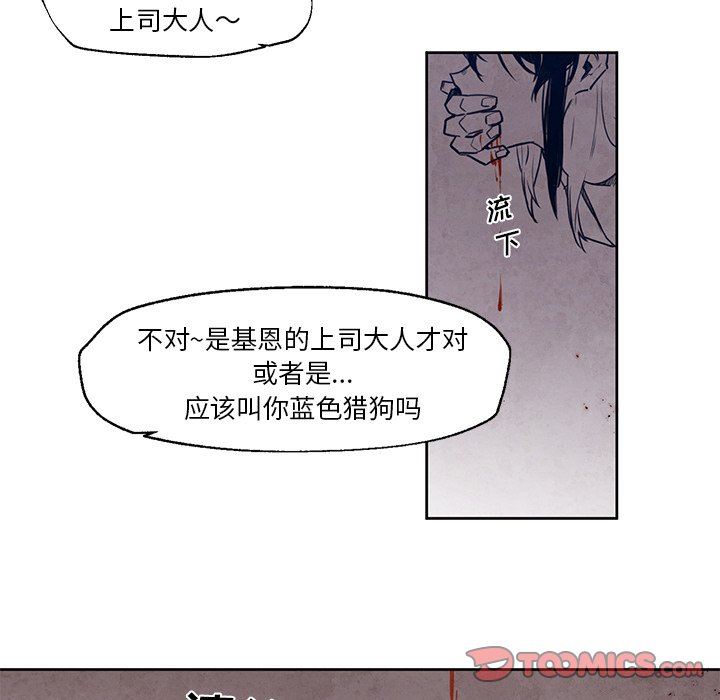 上司大人～
流
下
不对~是基恩的上司大人才对
或者是...
应该叫你蓝色猎狗吗
TOOMICS
TOOMICS.COM